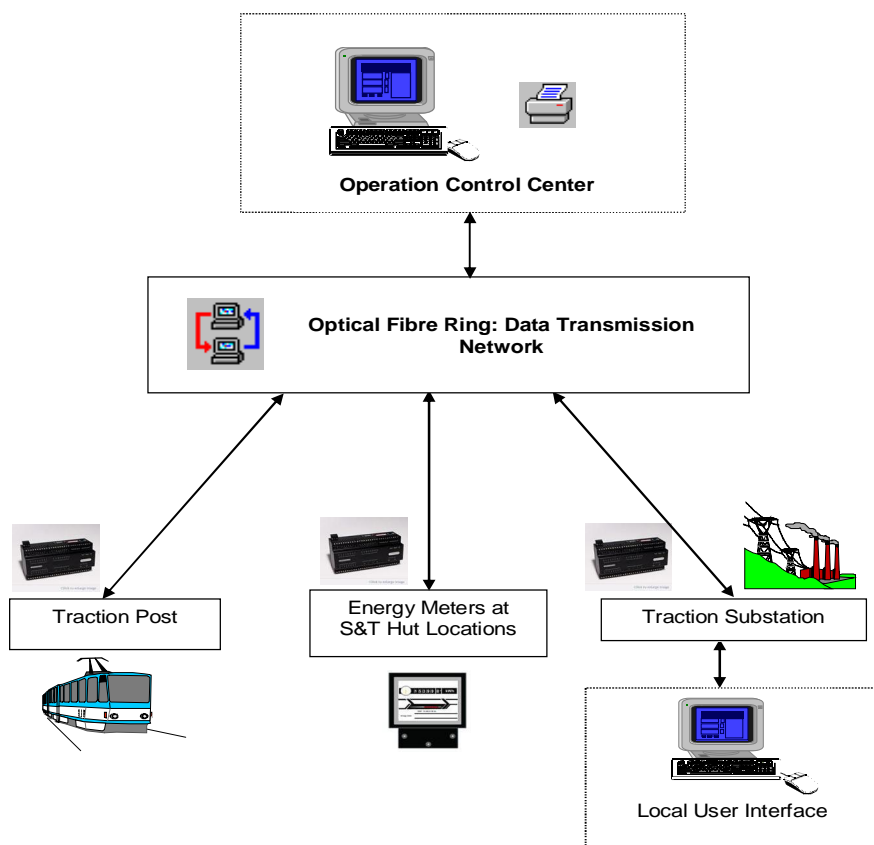 Operation Control Center
Optical Fibre Ring: Data Transmission
Network
Traction Post
Energy Meters at
S&T Hut Locations
Traction Substation
Local User Interface